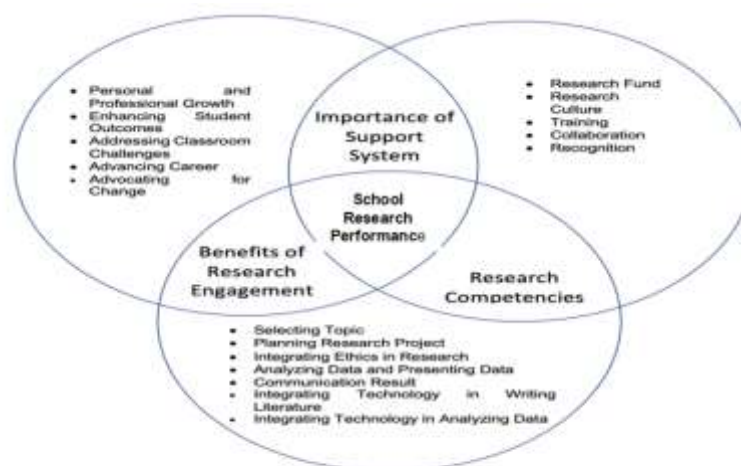 • Personal and
Professional Growth
• Enhancing Student
Outcomes
• Addressing Classroom
Challenges
• Advancing Career
• Advocating for
Change
Importance of
Support
System
• Research Fund
• Research
Culture
• Training
• Collaboration
• Recognition
School
Research
Performance
Benefits of
Research
Engagement
Research
Competencies
• Selecting Topic
• Planning Research Project
• Integrating Ethics in Research
• Analyzing Data and Presenting Data
• Communication Result
• Integrating Technology in Writing
Literature
• Integrating Technology in Analyzing Data